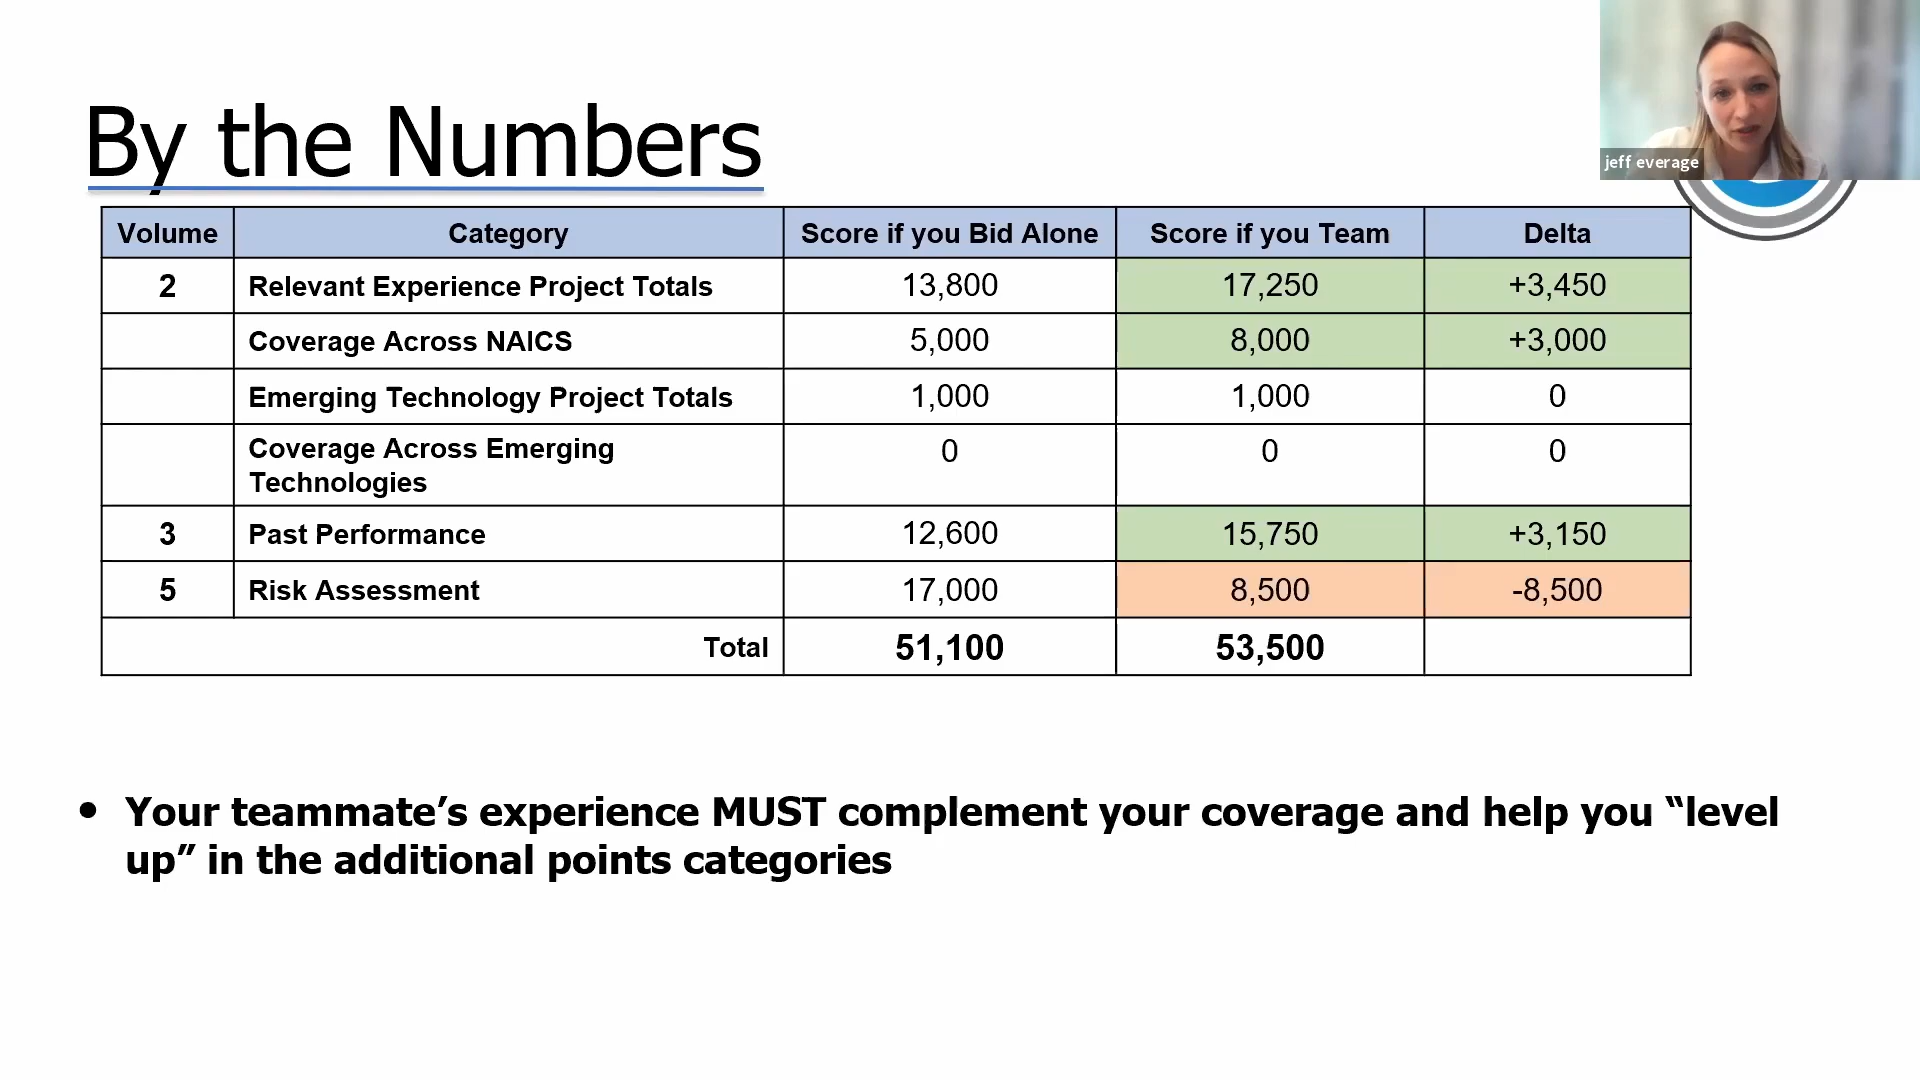 By the Numbers
jeff everage
Volume Category Score if you Bid Alone Score if you Team Delta
2 Relevant Experience Project Totals 13,800 17,250 +3,450
Coverage Across NAICS 5,000 8,000 +3,000
Emerging Technology Project Totals 1,000 1,000 0
Coverage Across Emerging 0 0 0
Technologies
3 Past Performance 12,600 15,750 +3,150
5 Risk Assessment 17,000 8,500 -8,500
Total 51,100 53,500
• Your teammate’s experience MUST complement your coverage and help you “level
up” in the additional points categories